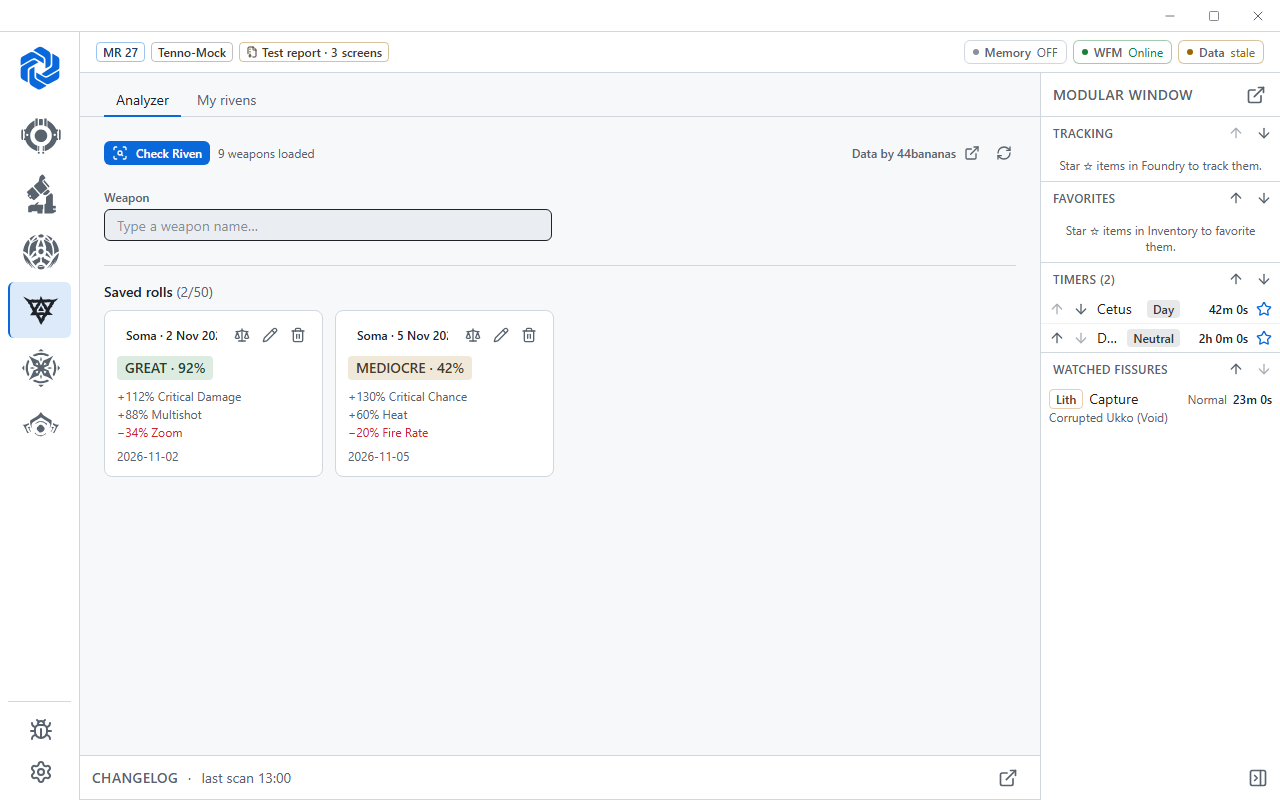 MR 27
Tenno-Mock
Test report · 3 screens
Memory OFF
WFM Online
Data stale
Analyzer
My rivens
Check Riven
9 weapons loaded
Data by 44bananas
Weapon
Type a weapon name...
Saved rolls (2/50)
Soma · 2 Nov 202
GREAT · 92%
+112% Critical Damage
+88% Multishot
−34% Zoom
2026-11-02
Soma · 5 Nov 202
MEDIOCRE · 42%
+130% Critical Chance
+60% Heat
−20% Fire Rate
2026-11-05
CHANGELOG · last scan 13:00
MODULAR WINDOW
TRACKING
Star ☆ items in Foundry to track them.
FAVORITES
Star ☆ items in Inventory to favorite
them.
TIMERS (2)
Cetus Day 42m 0s
D... Neutral 2h 0m 0s
WATCHED FISSURES
Lith Capture Normal 23m 0s
Corrupted Ukko (Void)